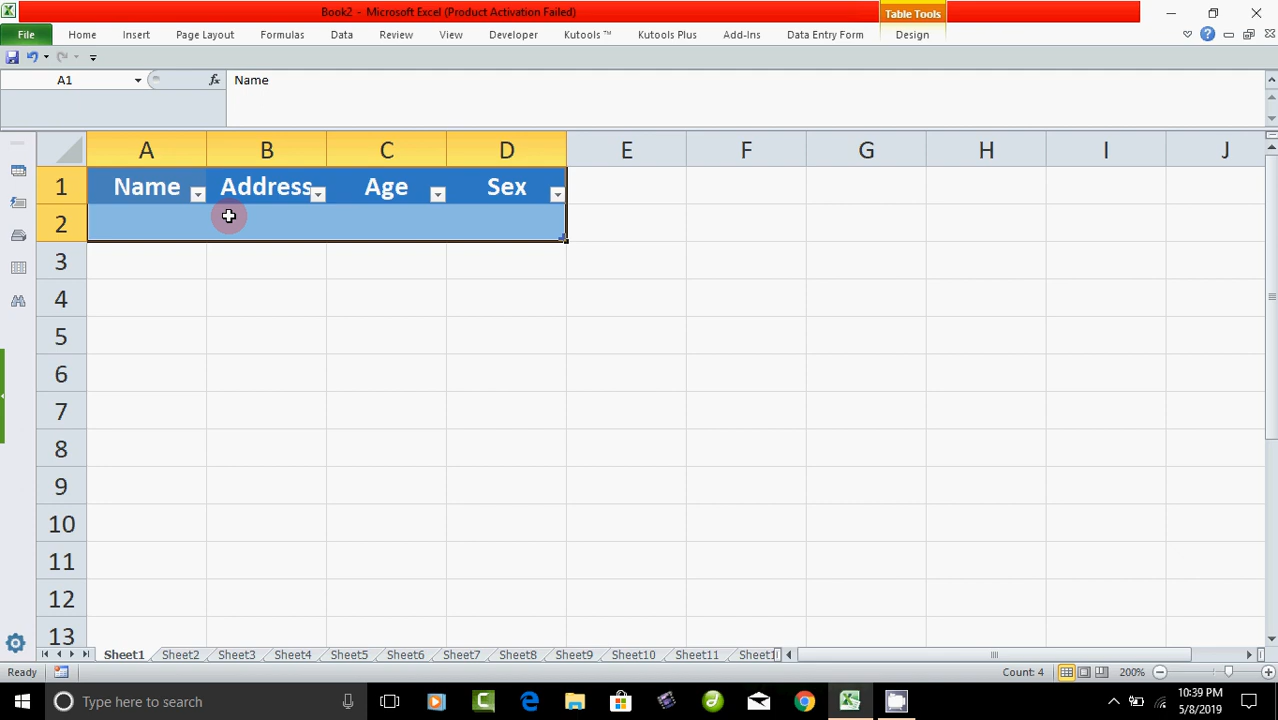 Book2 - Microsoft Excel (Product Activation Failed)
Table Tools
File Home Insert Page Layout Formulas Data Review View Developer Kutools ™ Kutools Plus Add-Ins Data Entry Form Design
A1 fx Name
A B C D E F G H I J
1 Name Address Age Sex
2
3
4
5
6
7
8
9
10
11
12
13
Sheet1 Sheet2 Sheet3 Sheet4 Sheet5 Sheet6 Sheet7 Sheet8 Sheet9 Sheet10 Sheet11 Sheet1
Ready Count: 4 200%
Type here to search
10:39 PM
5/8/2019